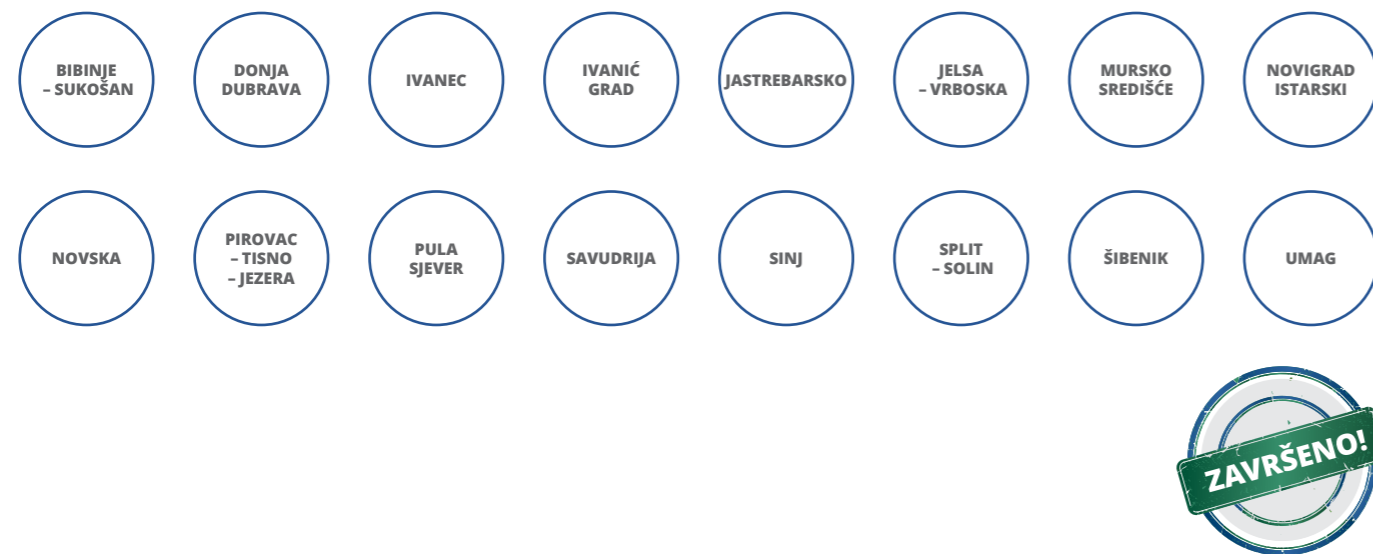 BIBINJE
– SUKOŠAN
DONJA
DUBRAVA
IVANEC
IVANIĆ
GRAD
JASTREBARSKO
JELSA
– VRBOSKA
MURSKO
SREDIŠĆE
NOVIGRAD
ISTARSKI
NOVSKA
PIROVAC
– TISNO
– JEZERA
PULA
SJEVER
SAVUDRIJA
SINJ
SPLIT
– SOLIN
ŠIBENIK
UMAG
ZAVRŠENO!